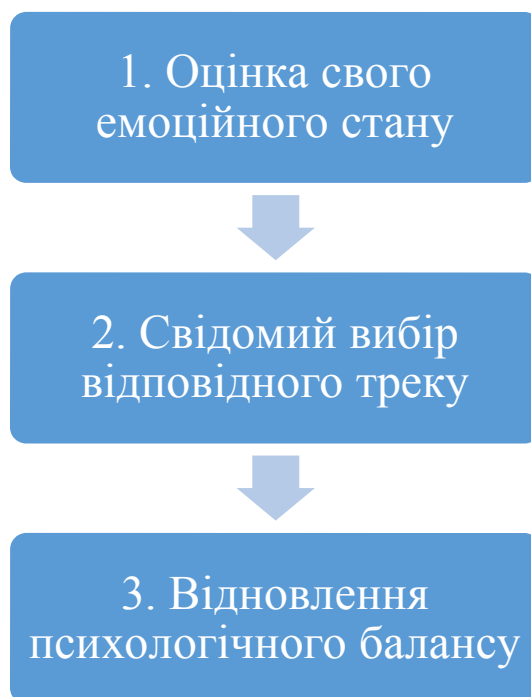 1. Оцінка свого
емоційного стану
2. Свідомий вибір
відповідного треку
3. Відновлення
психологічного балансу